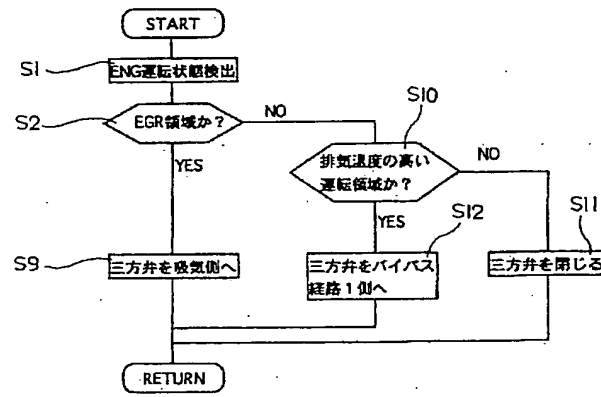 START
S1
ENG運転状態検出
S2
EGR領域か?
NO
YES
S10
排気温度の高い
運転領域か?
NO
YES
S9
三方弁を吸気側へ
S12
三方弁をバイパス
経路1側へ
S11
三方弁を閉じる
RETURN